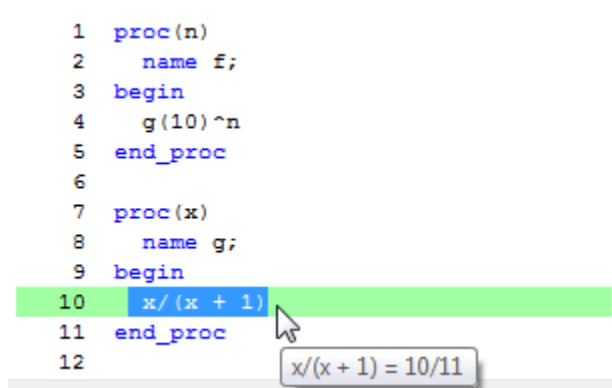 1 proc(n)
2 name f;
3 begin
4 g(10)^n
5 end_proc
6
7 proc(x)
8 name g;
9 begin
10 x/(x + 1)
11 end_proc
12
x/(x + 1) = 10/11